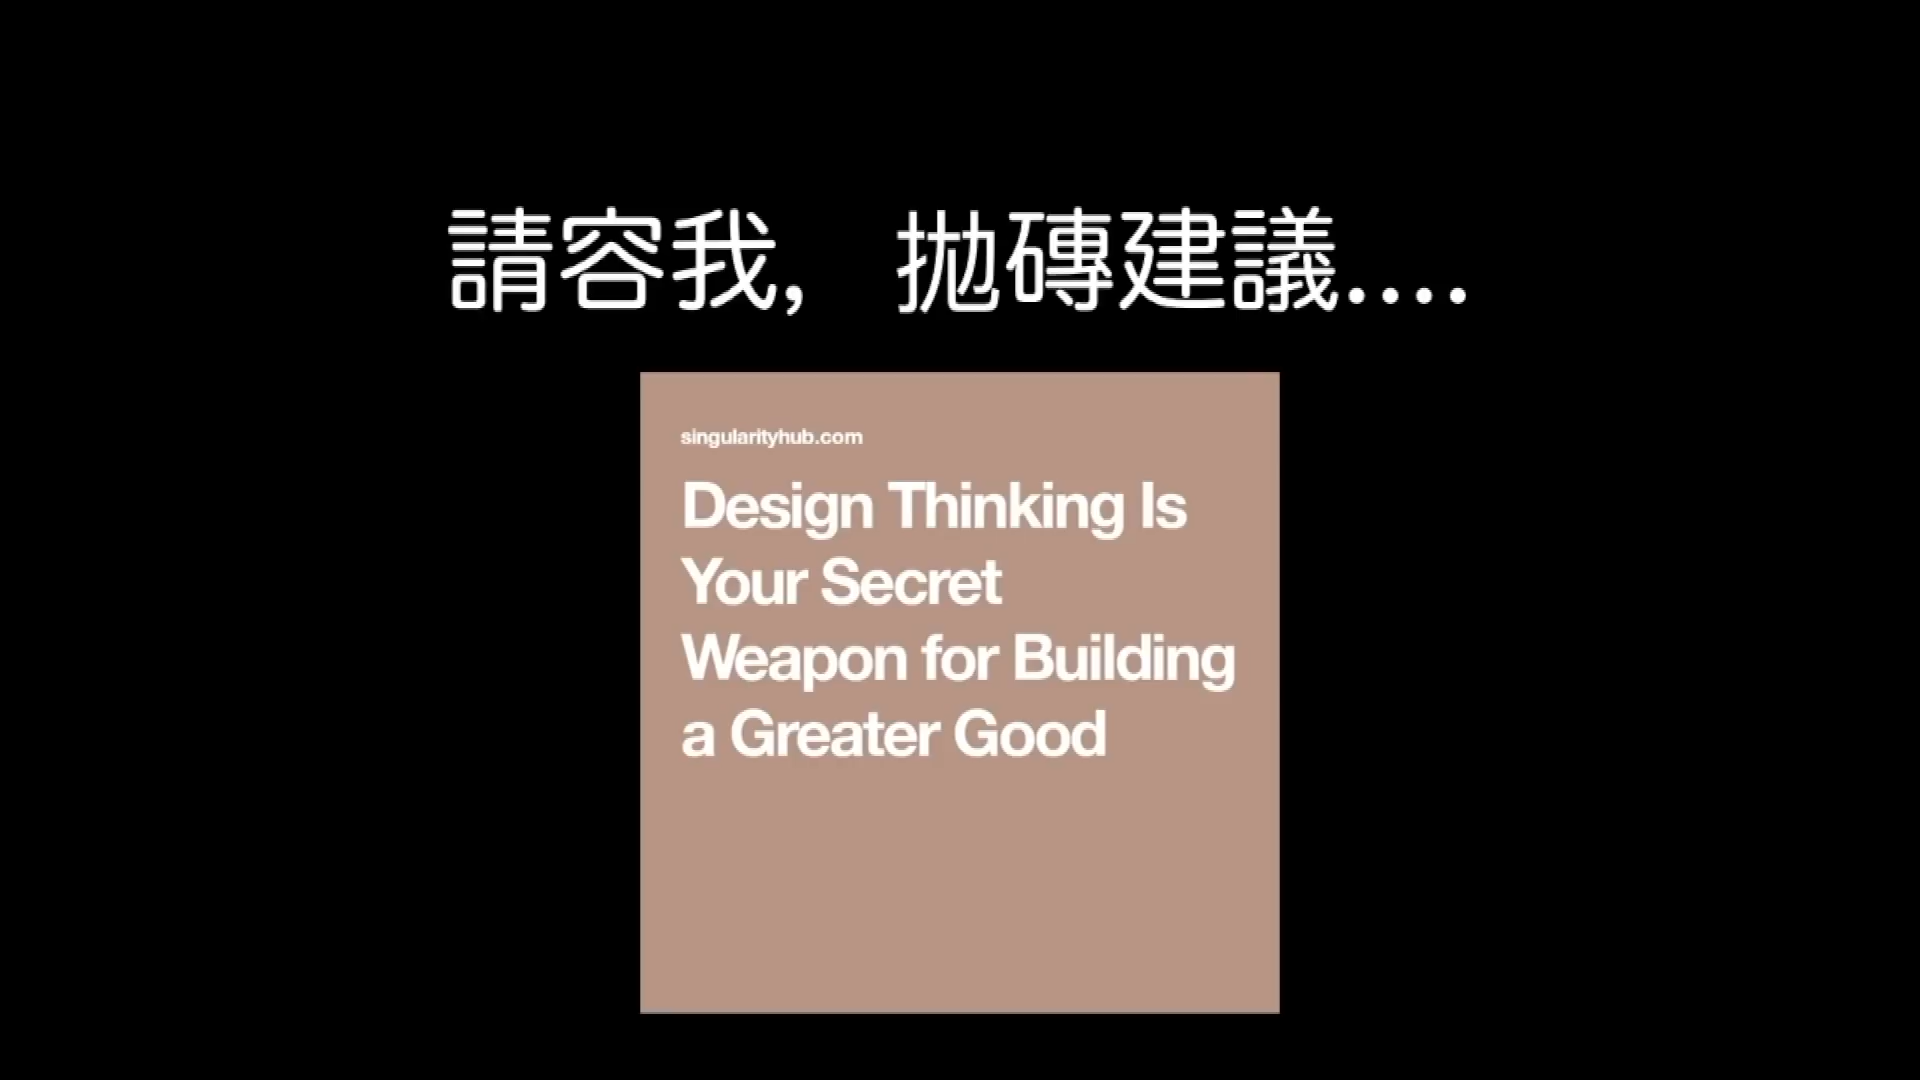 請容我, 拋磚建議....
singularityhub.com
Design Thinking Is
Your Secret
Weapon for Building
a Greater Good